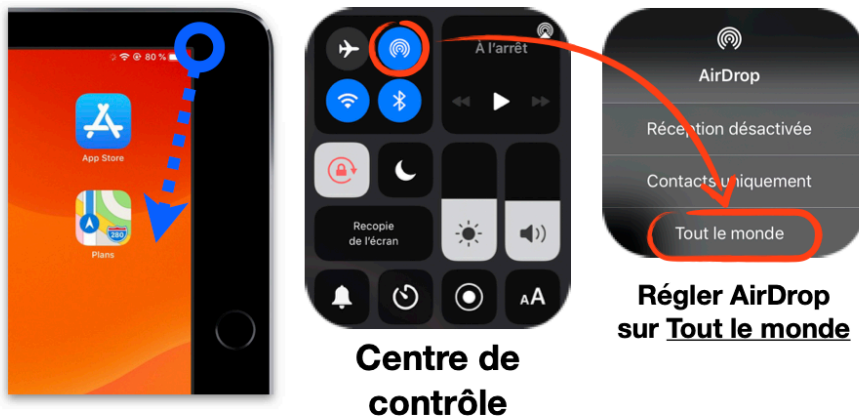 80 %
App Store
280
Plans
À l'arrêt
Recopie
de l'écran
AA
Centre de
contrôle
AirDrop
Réception désactivée
Contacts uniquement
Tout le monde
Régler AirDrop
sur Tout le monde